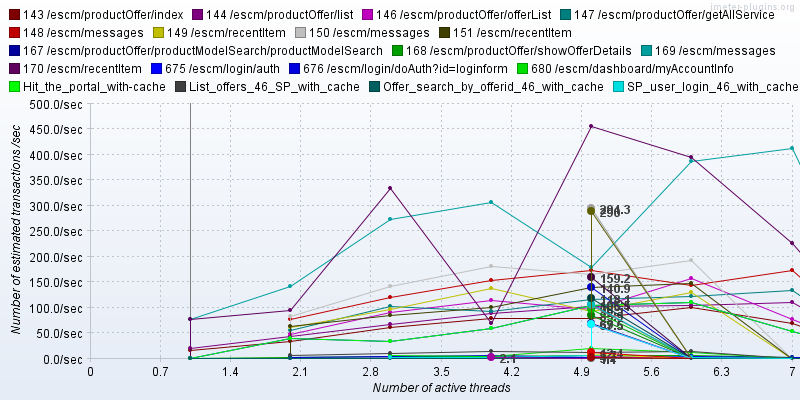 jmeter-plugins.org
143 /escm/productOffer/index 144 /escm/productOffer/list 146 /escm/productOffer/offerList 147 /escm/productOffer/getAllService
148 /escm/messages 149 /escm/recentItem 150 /escm/messages 151 /escm/recentItem
167 /escm/productOffer/productModelSearch/productModelSearch 168 /escm/productOffer/showOfferDetails 169 /escm/messages
170 /escm/recentItem 675 /escm/login/auth 676 /escm/login/doAuth?id=loginform 680 /escm/dashboard/myAccountInfo
Hit_the_portal_with-cache List_offers_46_SP_with_cache Offer_search_by_offerid_46_with_cache SP_user_login_46_with_cache
500.0/sec
450.0/sec
400.0/sec
350.0/sec
300.0/sec
250.0/sec
200.0/sec
150.0/sec
100.0/sec
50.0/sec
0.0/sec
Number of estimated transactions /sec
294.3
290
159.2
140.9
2.1
0 0.7 1.4 2.1 2.8 3.5 4.2 4.9 5.6 6.3 7
Number of active threads